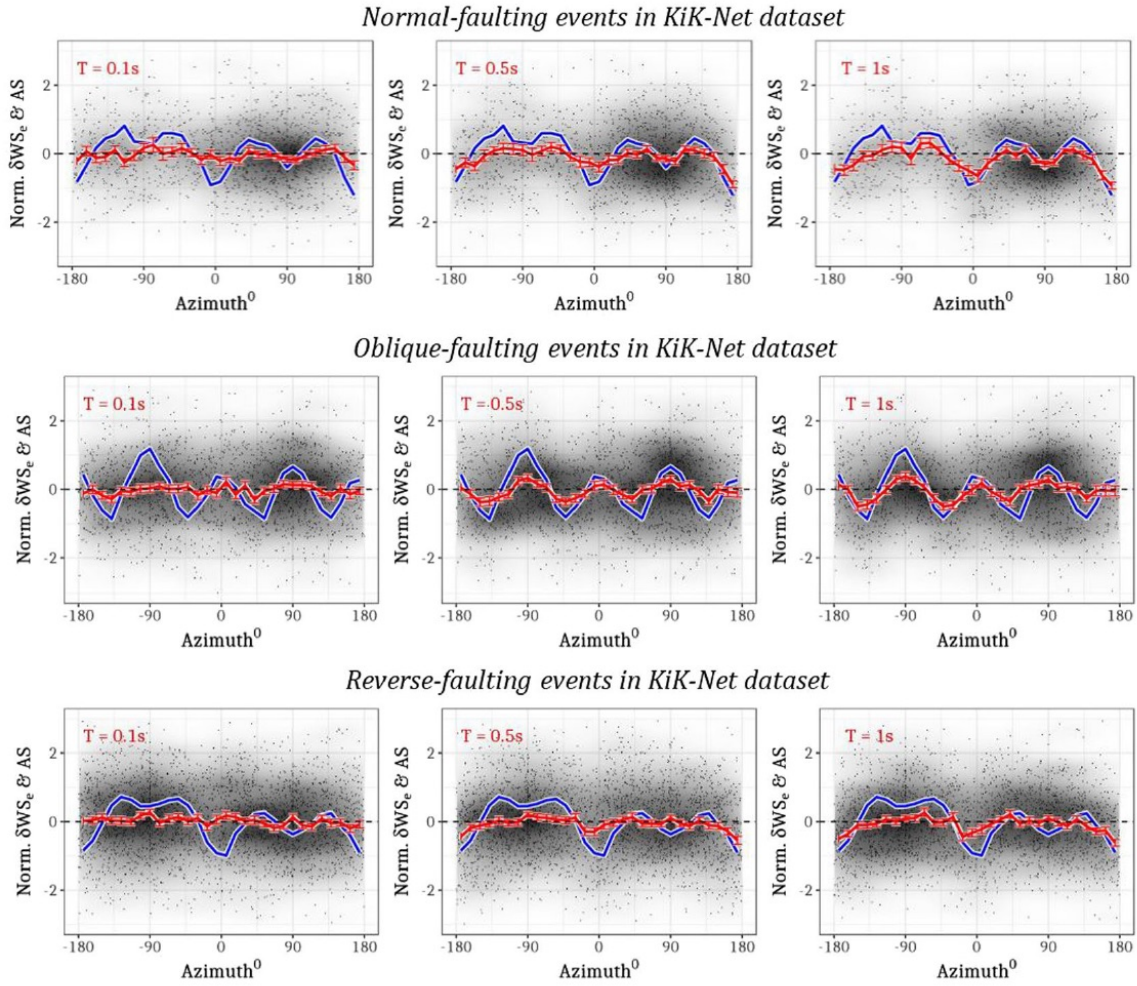 Normal-faulting events in KiK-Net dataset
Norm. δWSₑ & AS
T = 0.1s
2
0
-2
-180 -90 0 90 180
Azimuth⁰
Norm. δWSₑ & AS
T = 0.5s
2
0
-2
-180 -90 0 90 180
Azimuth⁰
Norm. δWSₑ & AS
T = 1s
2
0
-2
-180 -90 0 90 180
Azimuth⁰
Oblique-faulting events in KiK-Net dataset
Norm. δWSₑ & AS
T = 0.1s
2
0
-2
-180 -90 0 90 180
Azimuth⁰
Norm. δWSₑ & AS
T = 0.5s
2
0
-2
-180 -90 0 90 180
Azimuth⁰
Norm. δWSₑ & AS
T = 1s
2
0
-2
-180 -90 0 90 180
Azimuth⁰
Reverse-faulting events in KiK-Net dataset
Norm. δWSₑ & AS
T = 0.1s
2
0
-2
-180 -90 0 90 180
Azimuth⁰
Norm. δWSₑ & AS
T = 0.5s
2
0
-2
-180 -90 0 90 180
Azimuth⁰
Norm. δWSₑ & AS
T = 1s
2
0
-2
-180 -90 0 90 180
Azimuth⁰